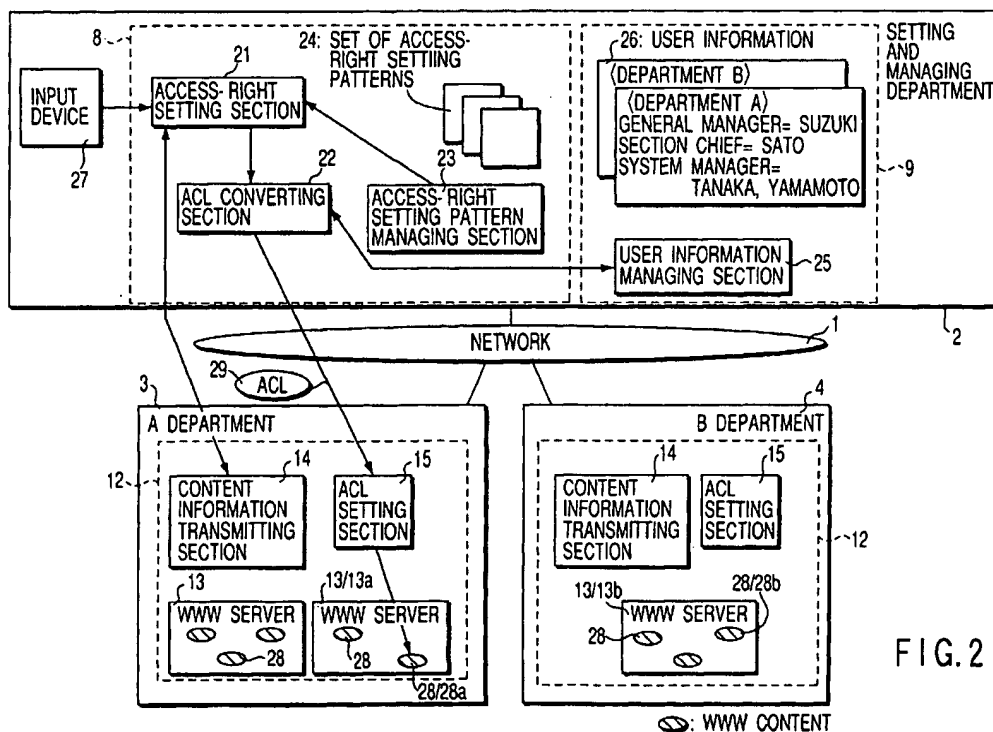 8
24: SET OF ACCESS-
RIGHT SETTING
PATTERNS
26: USER INFORMATION
SETTING
AND
MANAGING
DEPARTMENT
21
INPUT
DEVICE
27
ACCESS-RIGHT
SETTING SECTION
⟨DEPARTMENT B⟩
⟨DEPARTMENT A⟩
GENERAL MANAGER= SUZUKI
SECTION CHIEF= SATO
SYSTEM MANAGER=
TANAKA, YAMAMOTO
9
22
ACL CONVERTING
SECTION
23
ACCESS-RIGHT
SETTING PATTERN
MANAGING SECTION
USER INFORMATION
MANAGING SECTION
25
2
NETWORK
1
29
ACL
3
A DEPARTMENT
12
14
CONTENT
INFORMATION
TRANSMITTING
SECTION
15
ACL
SETTING
SECTION
13
WWW SERVER
28
13/13a
WWW SERVER
28
28/28a
4
B DEPARTMENT
14
CONTENT
INFORMATION
TRANSMITTING
SECTION
15
ACL
SETTING
SECTION
12
13/13b
WWW SERVER
28/28b
28
FIG. 2
: WWW CONTENT